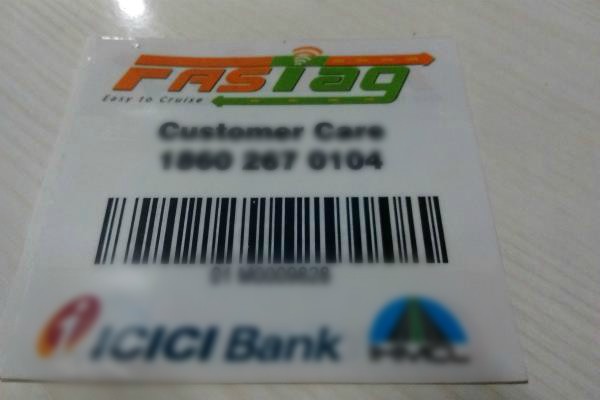 FASTag
Easy to Cruise
Customer Care
1860 267 0104
ICICI Bank
IHMCL